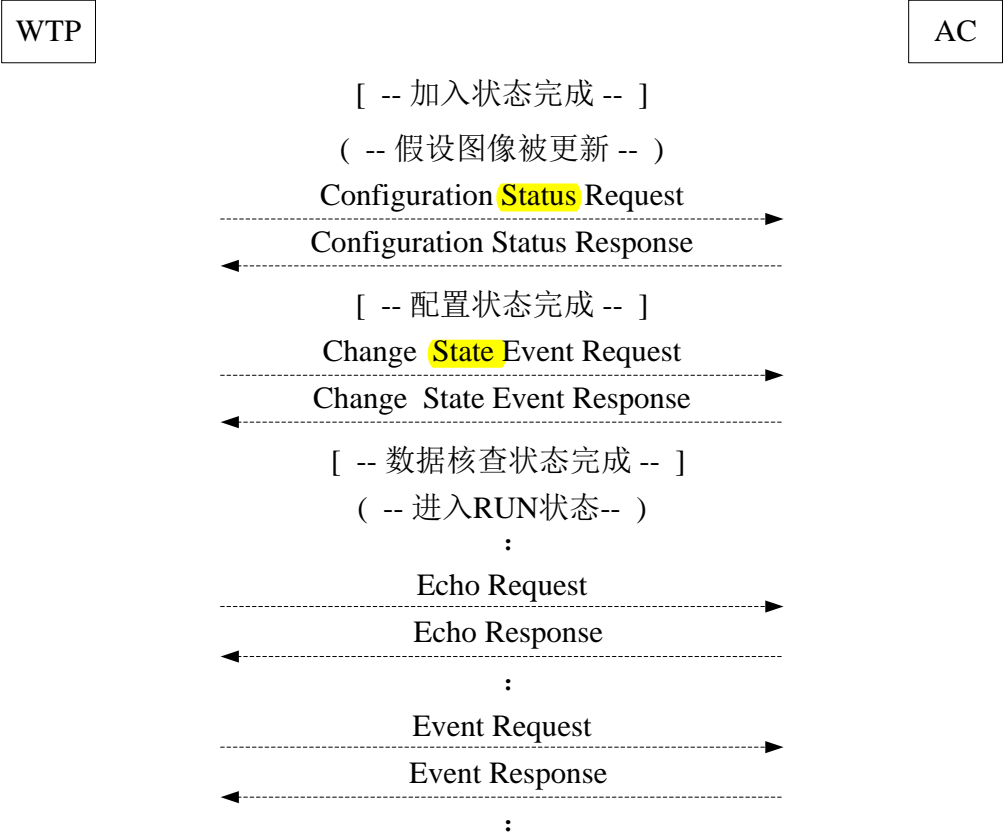 WTP
AC
[ -- 加入状态完成 -- ]
( -- 假设图像被更新 -- )
Configuration Status Request
Configuration Status Response
[ -- 配置状态完成 -- ]
Change State Event Request
Change State Event Response
[ -- 数据核查状态完成 -- ]
( -- 进入RUN状态-- )
:
Echo Request
Echo Response
:
Event Request
Event Response
: